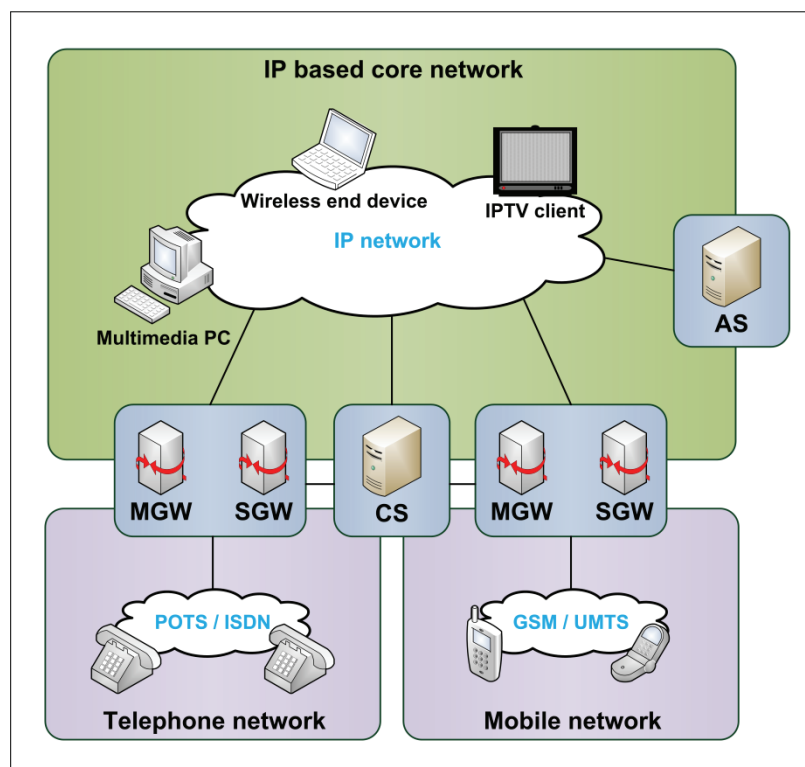 IP based core network
Wireless end device
IPTV client
IP network
Multimedia PC
AS
MGW
SGW
CS
MGW
SGW
POTS / ISDN
GSM / UMTS
Telephone network
Mobile network